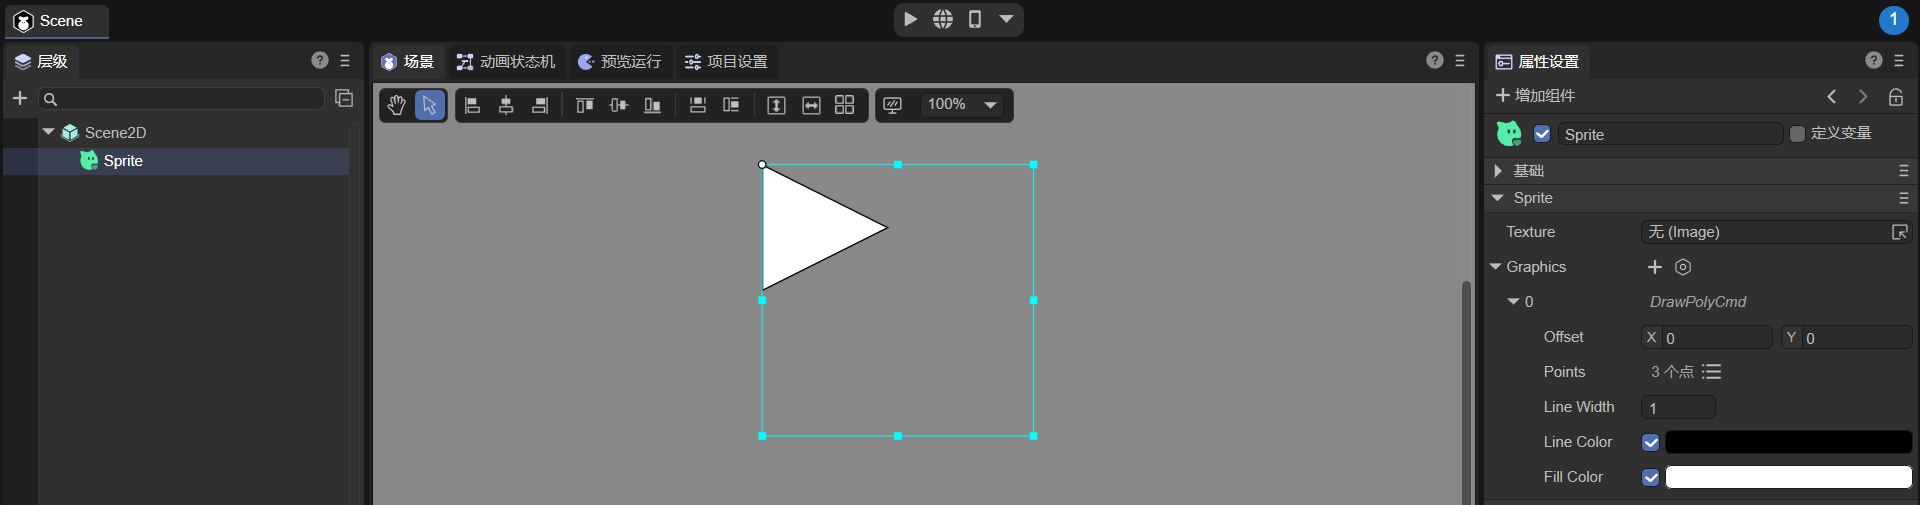 Scene
1
层级
场景
动画状态机
预览运行
项目设置
属性设置
100%
增加组件
Scene2D
Sprite
Sprite
定义变量
基础
Sprite
Texture
无 (Image)
Graphics
0
DrawPolyCmd
Offset
X 0
Y 0
Points
3 个点
Line Width
1
Line Color
Fill Color